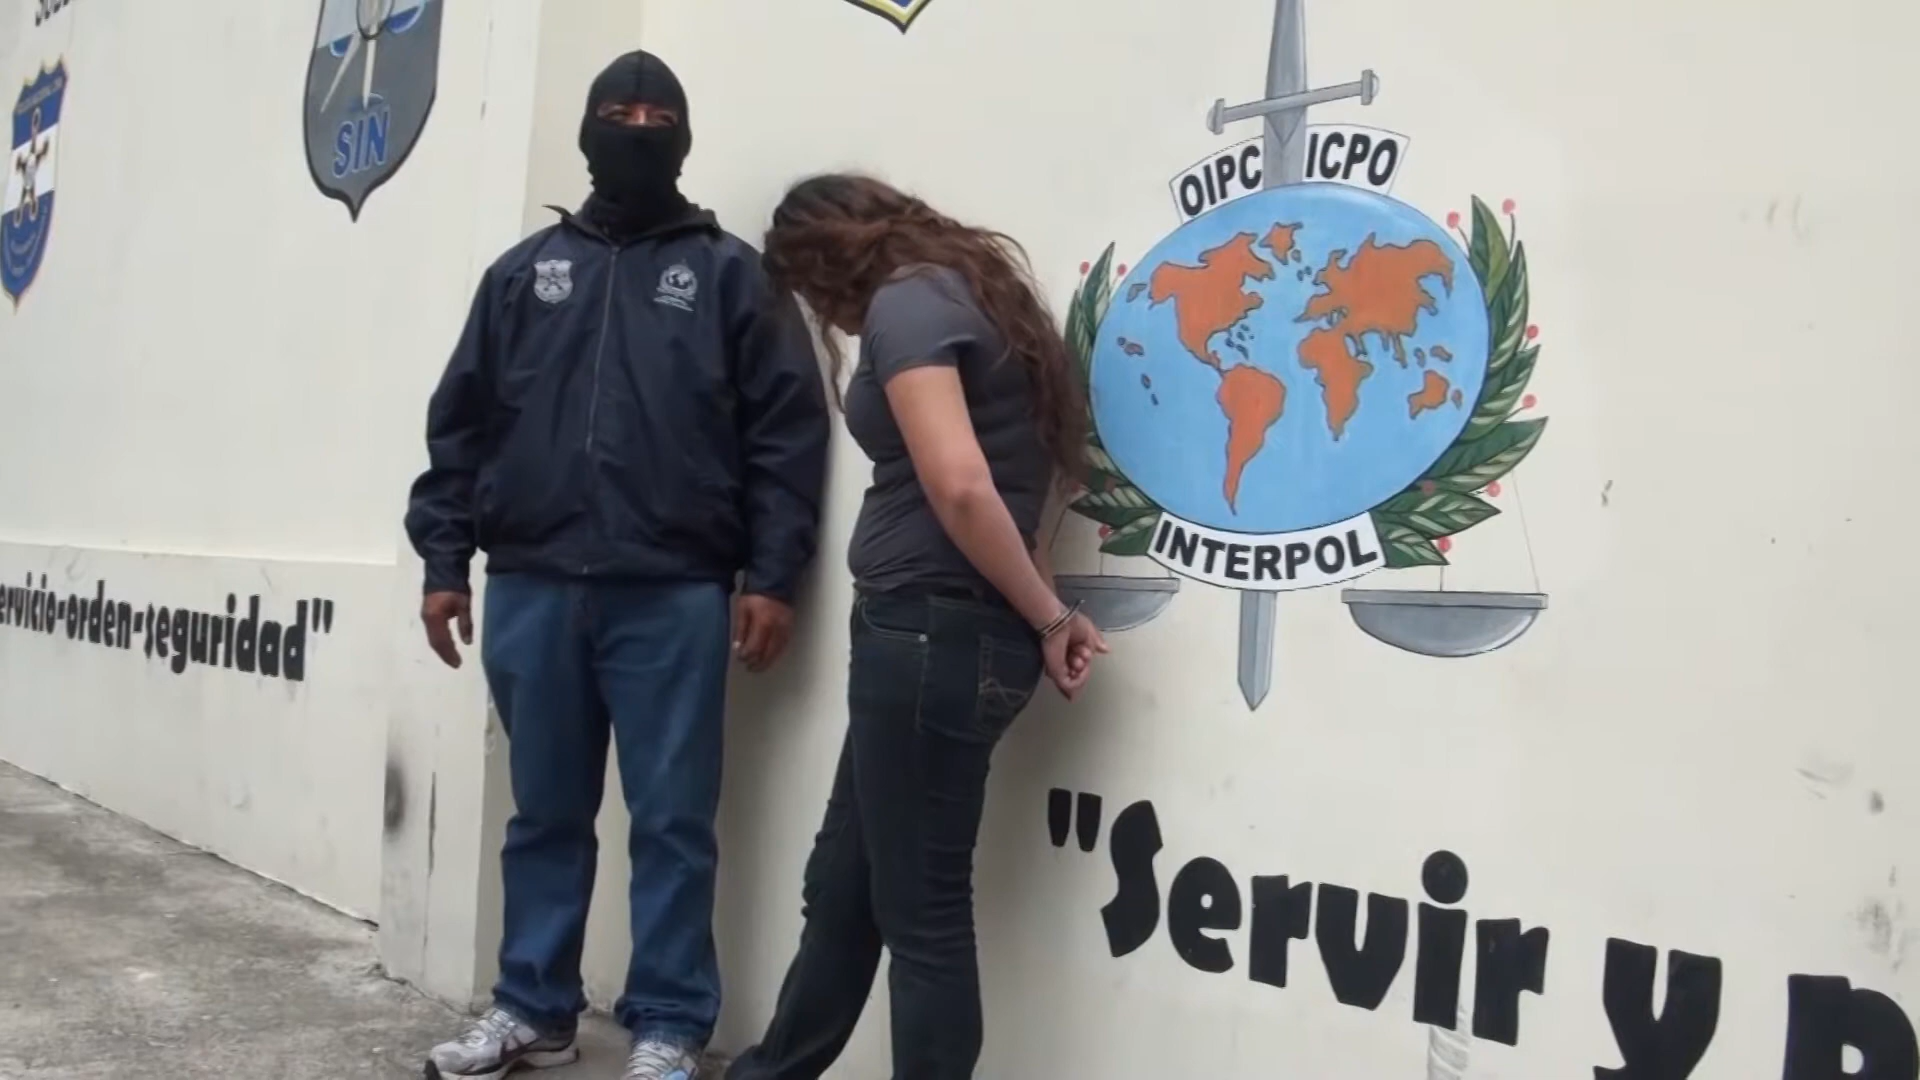 SIN
OIPC ICPO
INTERPOL
ervicio-orden-seguridad"
"Servir y